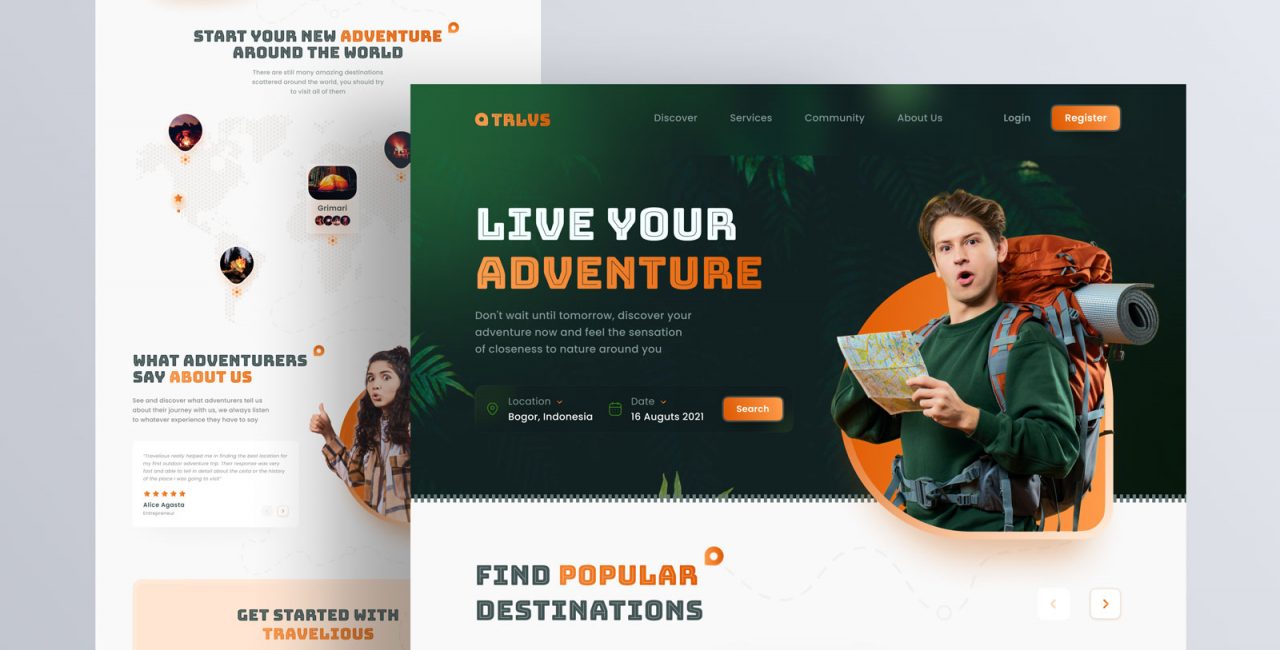 START YOUR NEW ADVENTURE
AROUND THE WORLD
There are still many amazing destinations
scattered around the world, you should try
to visit all of them
Grimari
WHAT ADVENTURERS
SAY ABOUT US
See and discover what adventurers tell us
about their journey with us, we always listen
to whatever experience they have to say
"Travelious really helped me in finding the best location for
my first outdoor adventure trip. Their response was very
fast and able to tell in detail about the costs or the history
of the place I was going to visit"
Alice Agasta
Entrepreneur
GET STARTED WITH
TRAVELIOUS
TRLVS
Discover
Services
Community
About Us
Login
Register
LIVE YOUR
ADVENTURE
Don't wait until tomorrow, discover your
adventure now and feel the sensation
of closeness to nature around you
Location
Bogor, Indonesia
Date
16 Auguts 2021
Search
FIND POPULAR
DESTINATIONS